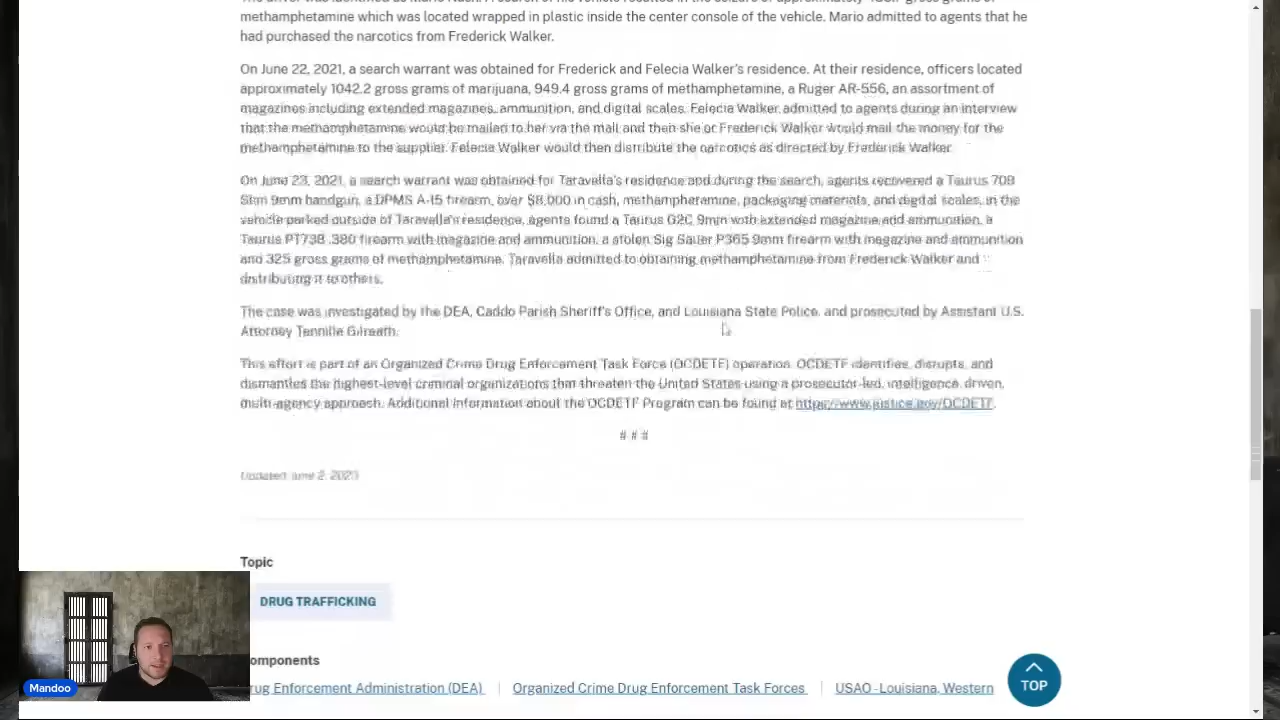 methamphetamine which was located wrapped in plastic inside the center console of the vehicle. Mario admitted to agents that he
had purchased the narcotics from Frederick Walker.
On June 22, 2021, a search warrant was obtained for Frederick and Felecia Walker's residence. At their residence, officers located
approximately 1042.2 gross grams of marijuana, 949.4 gross grams of methamphetamine, a Ruger AR-556, an assortment of
magazines including extended magazines, ammunition, and digital scales. Felecia Walker admitted to agents during an interview
that the methamphetamine would be mailed to her via the mail and then she or Frederick Walker would mail the money for the
methamphetamine to the supplier. Felecia Walker would then distribute the narcotics as directed by Frederick Walker.
On June 23, 2021, a search warrant was obtained for Taravella's residence and during the search, agents recovered a Taurus 709
Slim 9mm handgun, a DPMS A-15 firearm, over $8,000 in cash, methamphetamine, packaging materials, and digital scales. In the
vehicle parked outside of Taravella's residence, agents found a Taurus G2C 9mm with extended magazine and ammunition, a
Taurus PT738 .380 firearm with magazine and ammunition, a stolen Sig Sauer P365 9mm firearm with magazine and ammunition
and 325 gross grams of methamphetamine. Taravella admitted to obtaining methamphetamine from Frederick Walker and
distributing it to others.
The case was investigated by the DEA, Caddo Parish Sheriff's Office, and Louisiana State Police, and prosecuted by Assistant U.S.
Attorney Tennille Gilreath.
This effort is part of an Organized Crime Drug Enforcement Task Force (OCDETF) operation. OCDETF identifies, disrupts, and
dismantles the highest-level criminal organizations that threaten the United States using a prosecutor-led, intelligence-driven,
multi-agency approach. Additional information about the OCDETF Program can be found at https://www.justice.gov/OCDETF.
# # #
Updated June 2, 2023
Topic
DRUG TRAFFICKING
omponents
rug Enforcement Administration (DEA)
Organized Crime Drug Enforcement Task Forces
USAO - Louisiana, Western
TOP
Mandoo